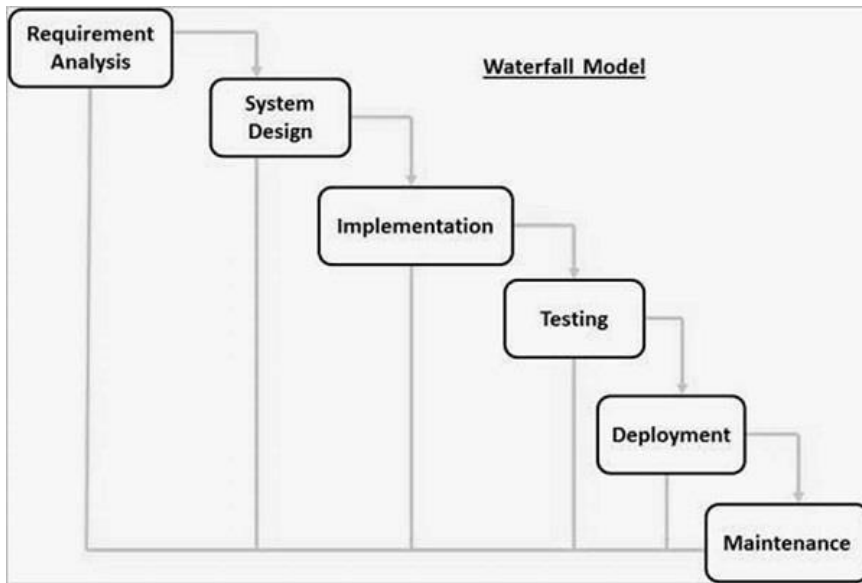 Requirement
Analysis
Waterfall Model
System
Design
Implementation
Testing
Deployment
Maintenance